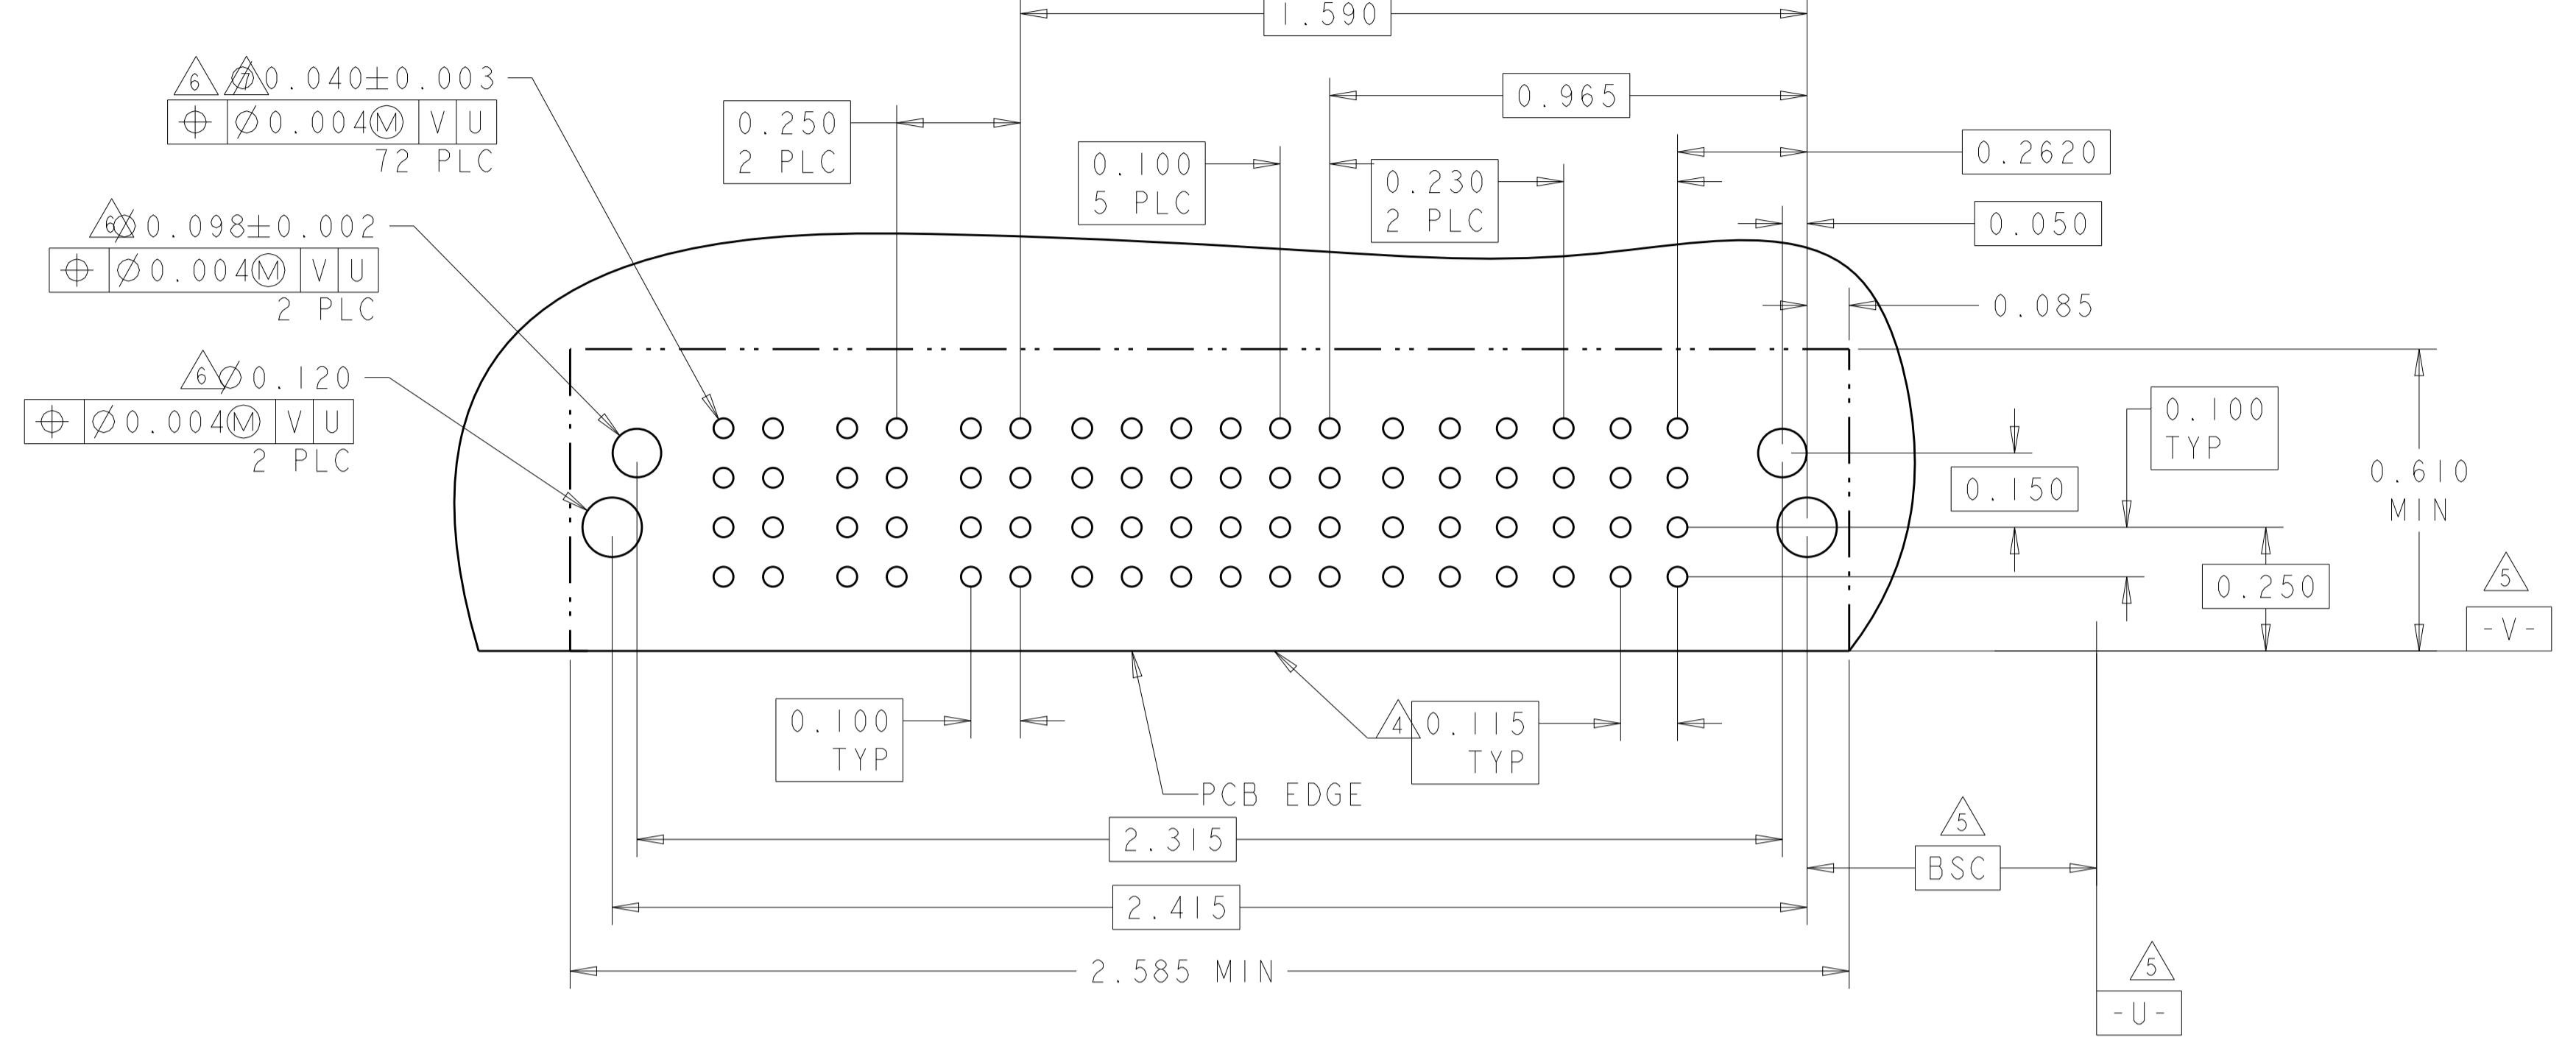 1.590
6 7 Ø0.040±0.003
⌖ Ø0.004Ⓜ V U
72 PLC
0.250
2 PLC
0.965
0.100
5 PLC
0.230
2 PLC
0.2620
0.050
6 Ø0.098±0.002
⌖ Ø0.004Ⓜ V U
2 PLC
0.085
6 Ø0.120
⌖ Ø0.004Ⓜ V U
2 PLC
0.100
TYP
0.150
0.610
MIN
0.250
5
-V-
0.100
TYP
4
0.115
TYP
PCB EDGE
2.315
5
BSC
2.415
2.585 MIN
5
-U-